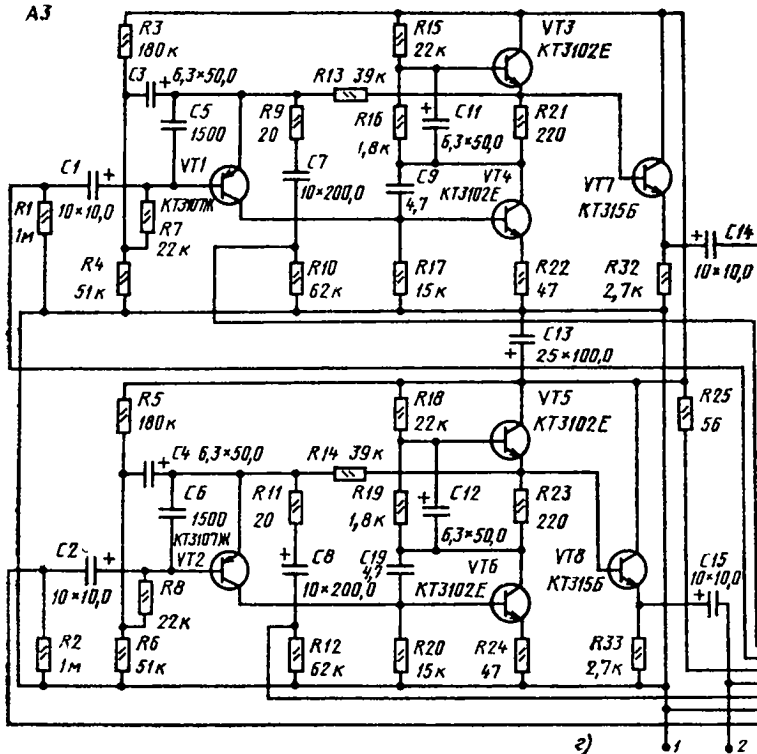 А3
R3
180к
C3
6,3×50,0
C5
1500
C1
10×10,0
R1
1м
VT1
КТ3107Ж
R7
22к
R4
51к
R9
20
C7
10×200,0
R10
62к
R13 39к
R15
22к
R16
1,8к
C11
6,3×50,0
C9
4,7
R17
15к
VT3
КТ3102Е
R21
220
VT4
КТ3102Е
R22
47
VT7
КТ315Б
R32
2,7к
C14
10×10,0
C13
25×100,0
R5
180к
C4 6,3×50,0
C6
1500
КТ3107Ж
VT2
C2
10×10,0
R2
1м
R8
22к
R6
51к
R11
20
C8
10×200,0
R12
62к
R14 39к
R18
22к
R19
1,8к
C12
6,3×50,0
C19
4,7
R20
15к
VT5
КТ3102Е
R23
220
VT6
КТ3102Е
R24
47
VT8
КТ315Б
R33
2,7к
C15
10×10,0
R25
56
г)
1
2